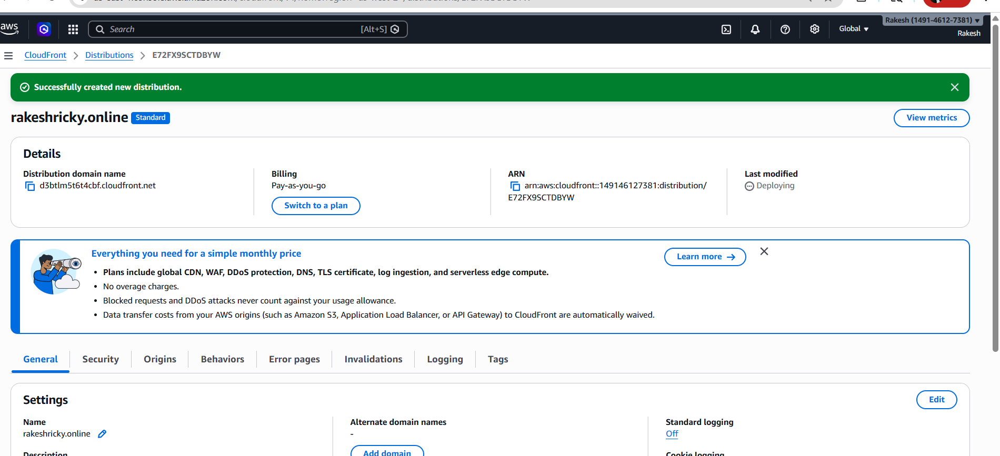 aws
Search
[Alt+S]
Global
Rakesh (1491-4612-7381)
Rakesh
CloudFront
Distributions
E72FX9SCTDBYW
Successfully created new distribution.
rakeshricky.online
Standard
View metrics
Details
Distribution domain name
d3btlm5t6t4cbf.cloudfront.net
Billing
Pay-as-you-go
Switch to a plan
ARN
arn:aws:cloudfront::149146127381:distribution/
E72FX9SCTDBYW
Last modified
Deploying
Everything you need for a simple monthly price
Learn more
• Plans include global CDN, WAF, DDoS protection, DNS, TLS certificate, log ingestion, and serverless edge compute.
• No overage charges.
• Blocked requests and DDoS attacks never count against your usage allowance.
• Data transfer costs from your AWS origins (such as Amazon S3, Application Load Balancer, or API Gateway) to CloudFront are automatically waived.
General
Security
Origins
Behaviors
Error pages
Invalidations
Logging
Tags
Settings
Edit
Name
rakeshricky.online
Alternate domain names
-
Standard logging
Off
Description
Add domain
Cookie logging